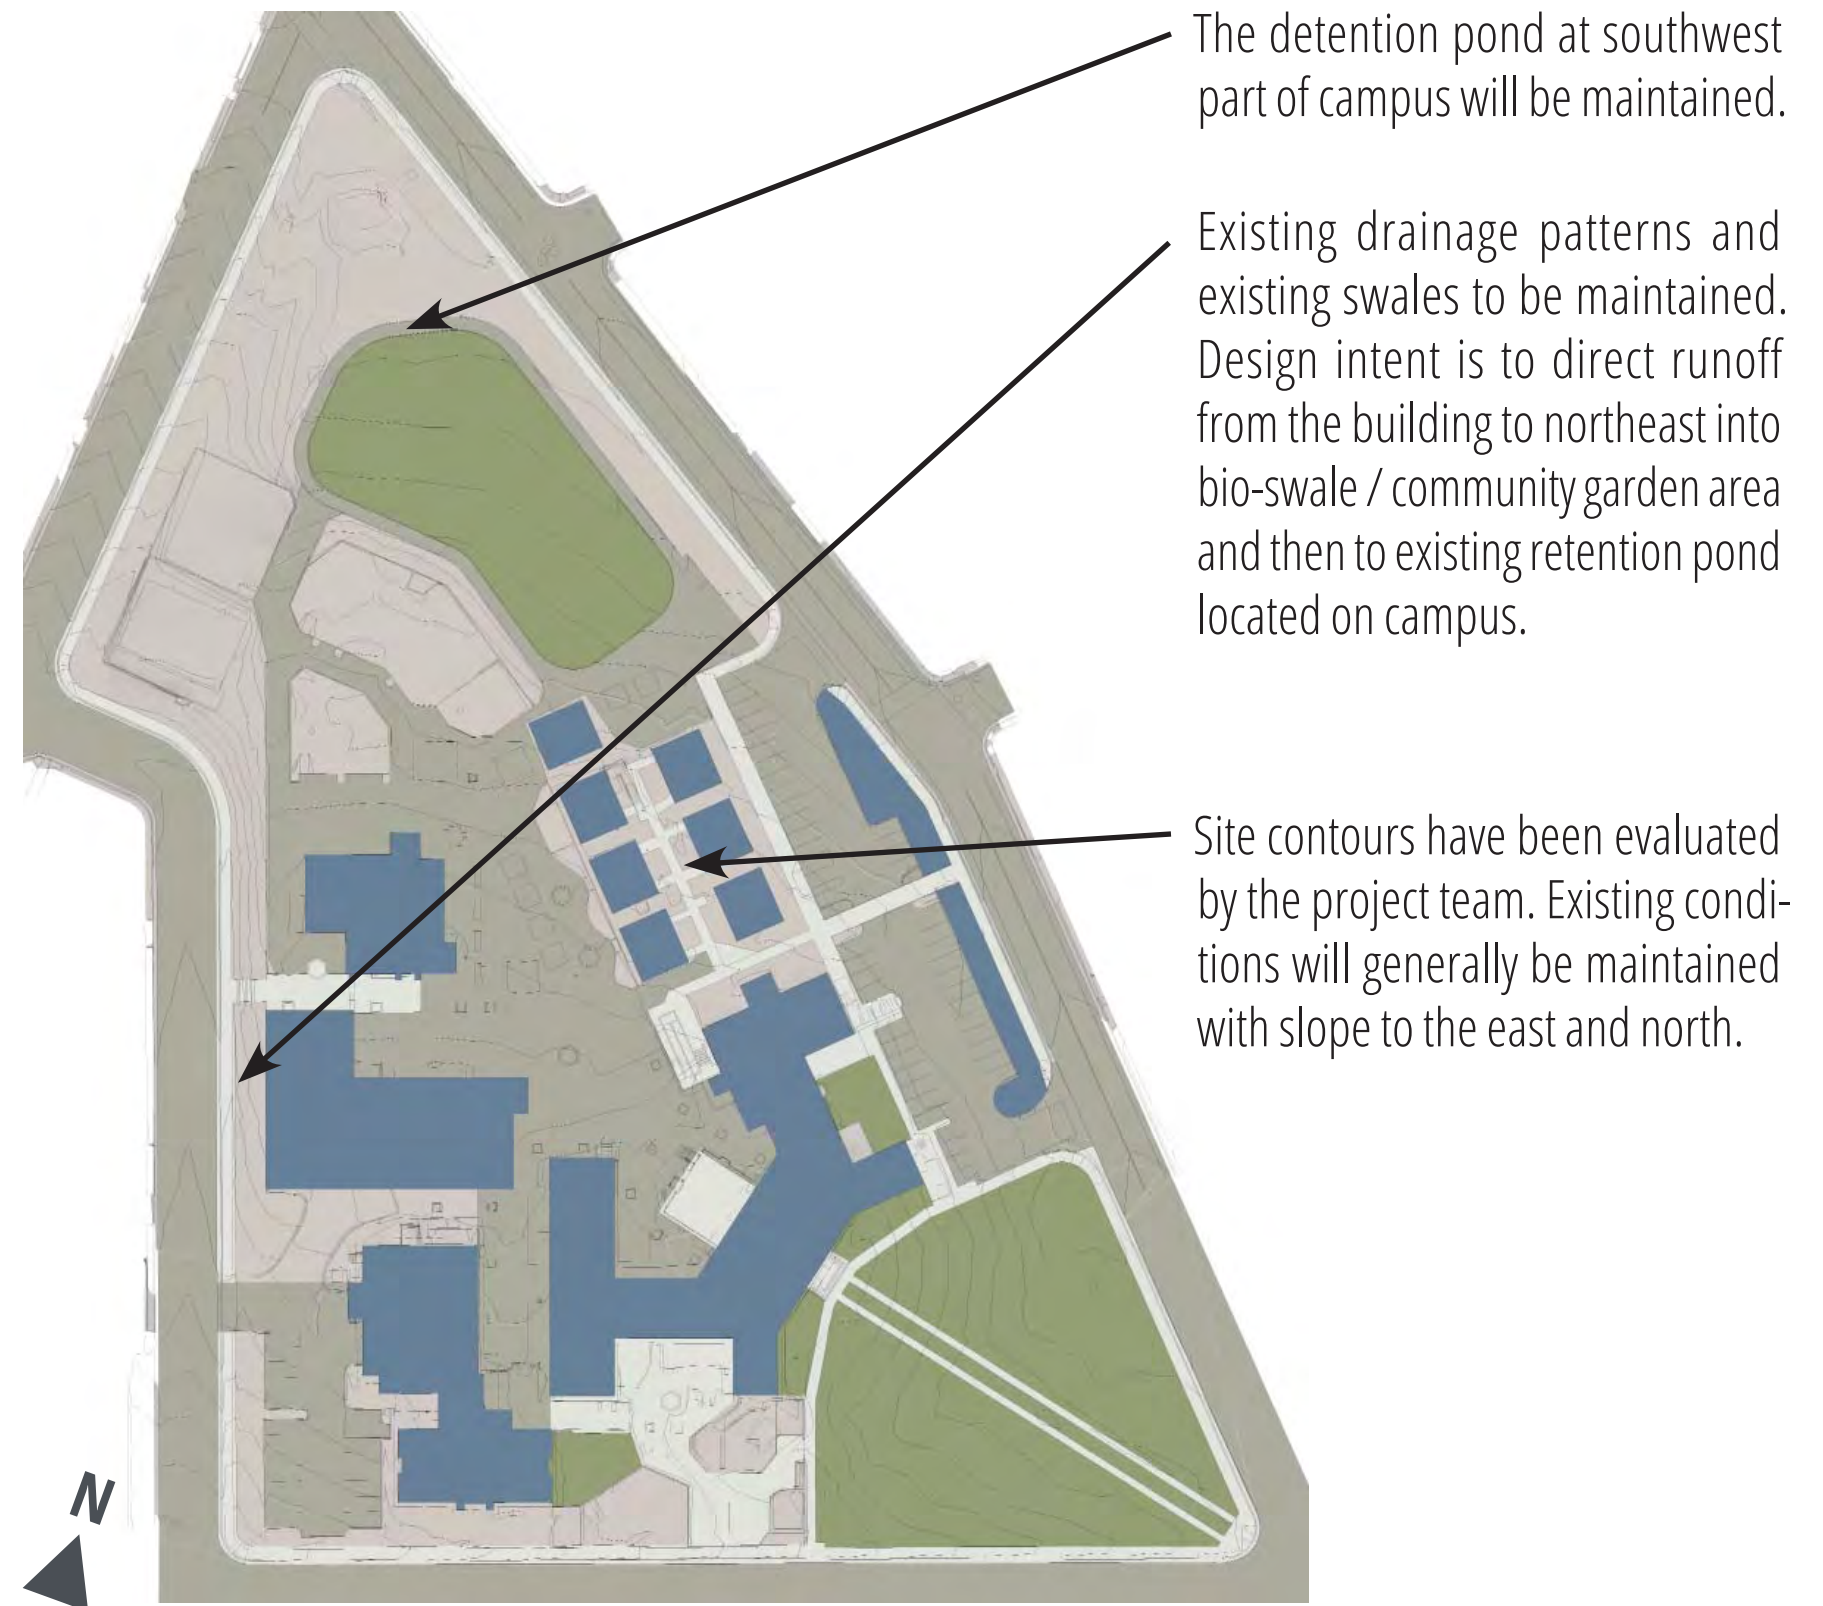 The detention pond at southwest
part of campus will be maintained.
Existing drainage patterns and
existing swales to be maintained.
Design intent is to direct runoff
from the building to northeast into
bio-swale / community garden area
and then to existing retention pond
located on campus.
Site contours have been evaluated
by the project team. Existing condi-
tions will generally be maintained
with slope to the east and north.
N